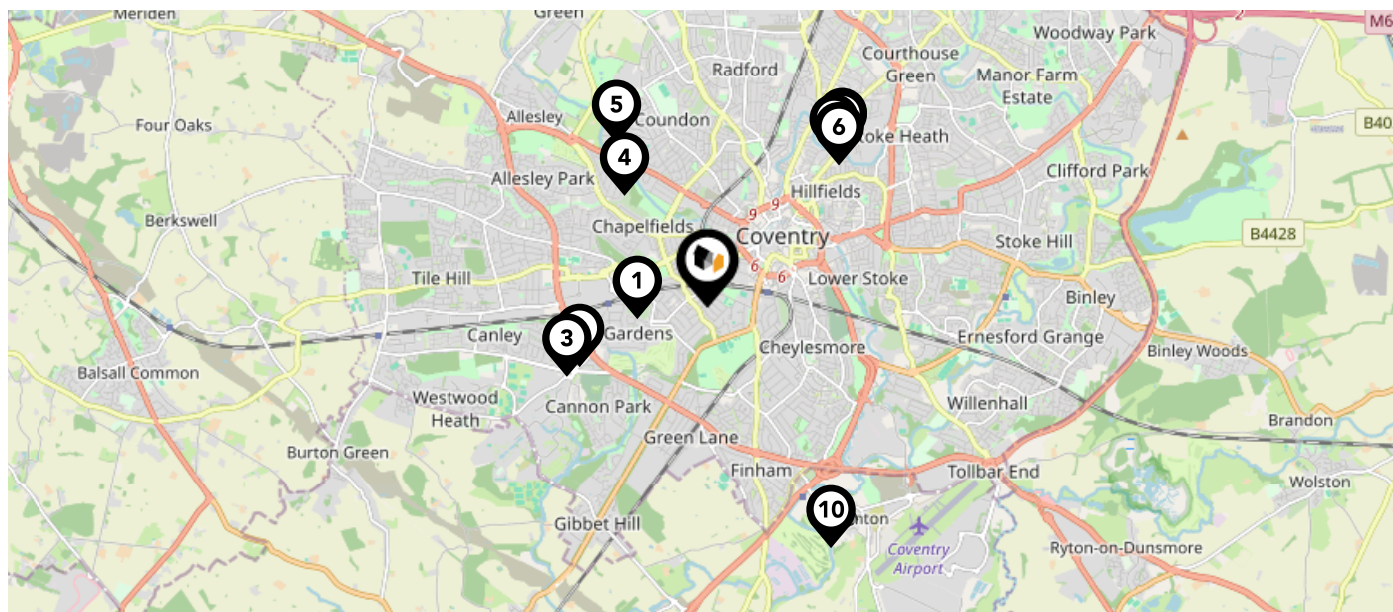 Meriden
Green
2
M6
Woodway Park
Courthouse
Green
Radford
Manor Farm
Estate
5
Four Oaks
Allesley
Coundon
6
toke Heath
B40
4
Allesley Park
Clifford Park
Hillfields
Berkswell
9
9
Chapelfields
Coventry
Stoke Hill
B4428
6
6
Tile Hill
1
Lower Stoke
Binley
3
Canley
Gardens
Ernesford Grange
Cheylesmore
Binley Woods
Balsall Common
Westwood
Heath
Cannon Park
Willenhall
Brandon
Green Lane
Burton Green
Finham
Tollbar End
Wolston
10
Gibbet Hill
nton
Coventry
Airport
Ryton-on-Dunsmore